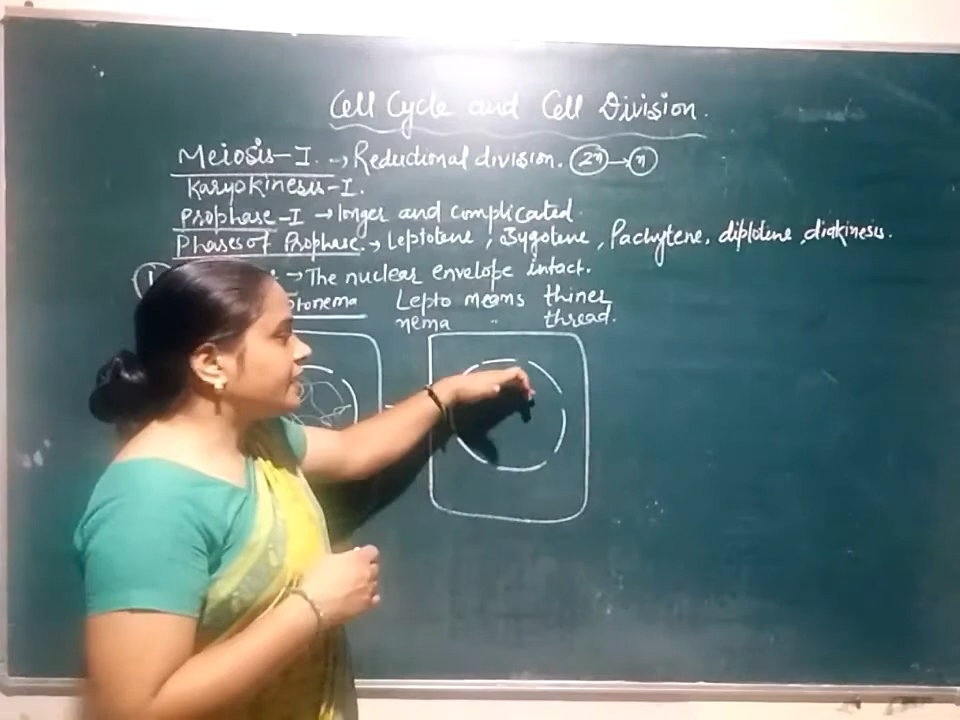 Cell Cycle and Cell Division.
Meiosis-I. → Reductional division. 2n → n
Karyokinesis-I.
Prophase-I → longer and complicated.
Phases of Prophase. → Leptotene, Zygotene, Pachytene, diplotene, diakinesis.
1 → The nuclear envelope intact.
Lepto means thiner
nema " thread.